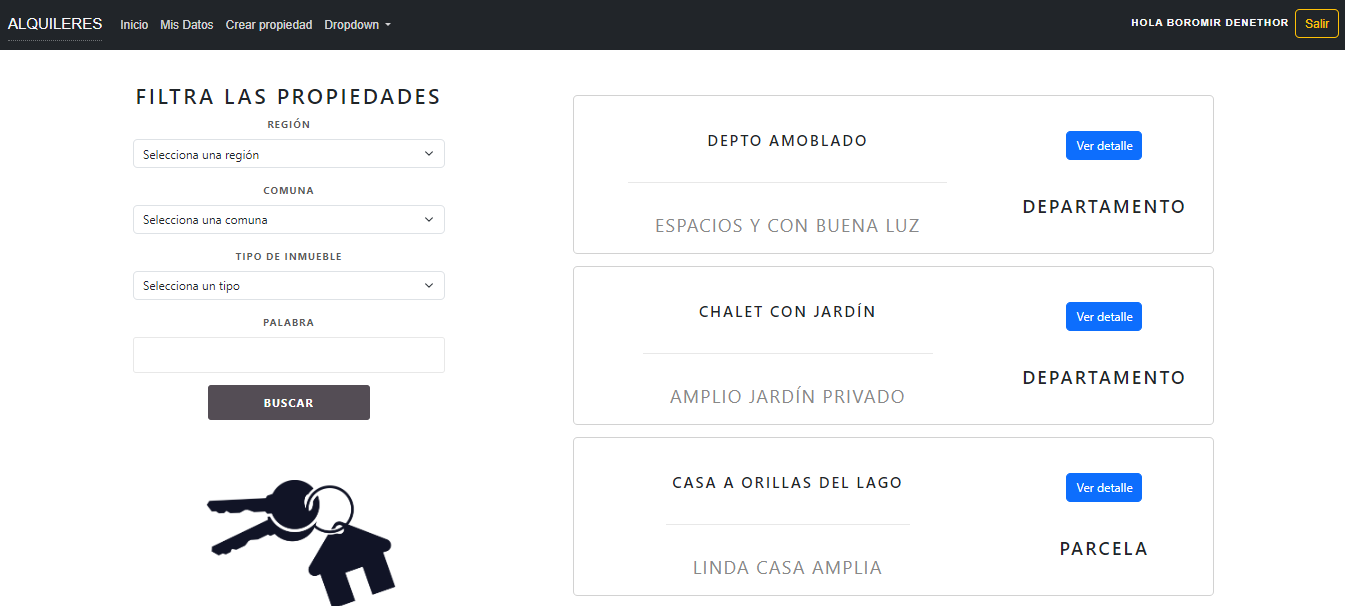 ALQUILERES Inicio Mis Datos Crear propiedad Dropdown HOLA BOROMIR DENETHOR Salir
FILTRA LAS PROPIEDADES
REGIÓN
Selecciona una región
COMUNA
Selecciona una comuna
TIPO DE INMUEBLE
Selecciona un tipo
PALABRA
BUSCAR
DEPTO AMOBLADO
ESPACIOS Y CON BUENA LUZ
Ver detalle
DEPARTAMENTO
CHALET CON JARDÍN
AMPLIO JARDÍN PRIVADO
Ver detalle
DEPARTAMENTO
CASA A ORILLAS DEL LAGO
LINDA CASA AMPLIA
Ver detalle
PARCELA